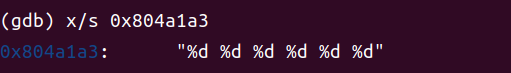 (gdb) x/s 0x804a1a3
0x804a1a3:      "%d %d %d %d %d %d"